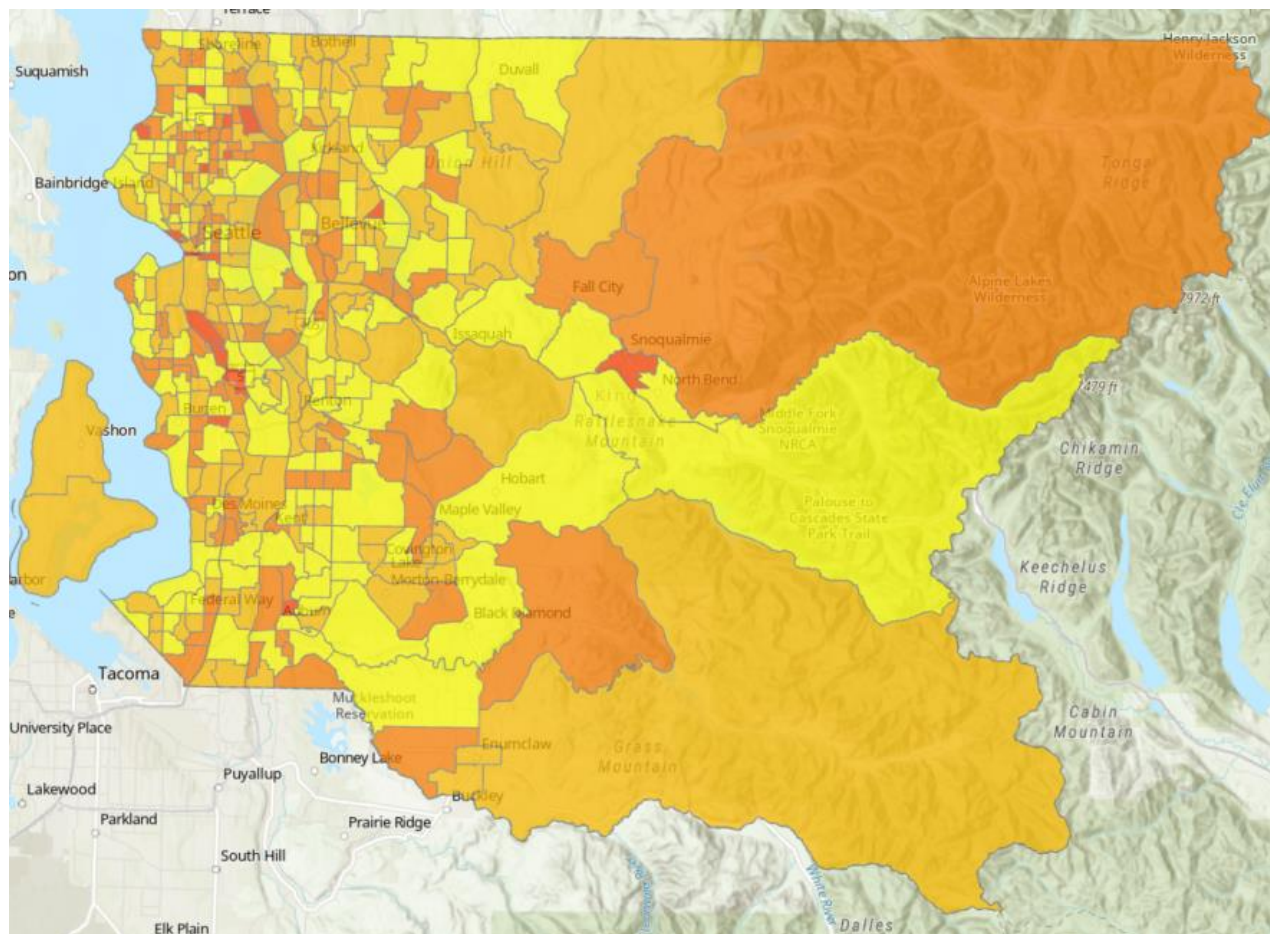 Terrace
Henry Jackson
Wilderness
Shoreline
Bothell
Suquamish
Duvall
Kirkland
Union Hill
Tonga
Ridge
Bainbridge Island
Seattle
Bellevue
on
Fall City
Alpine Lakes
Wilderness
7972 ft
Issaquah
Snoqualmie
North Bend
7479 ft
King
Rattlesnake
Mountain
Middle Fork
Snoqualmie
NRCA
Burien
Renton
Vashon
Chikamin
Ridge
Hobart
Maple Valley
Palouse to
Cascades State
Park Trail
Des Moines
Kent
Covington
Lake
Morton-Berrydale
Keechelus
Ridge
arbor
e
Federal Way
Auburn
Black Diamond
Tacoma
Muckleshoot
Reservation
University Place
Cabin
Mountain
Bonney Lake
Enumclaw
Grass
Mountain
Puyallup
Lakewood
Buckley
Parkland
Prairie Ridge
South Hill
White River
Dalles
Elk Plain